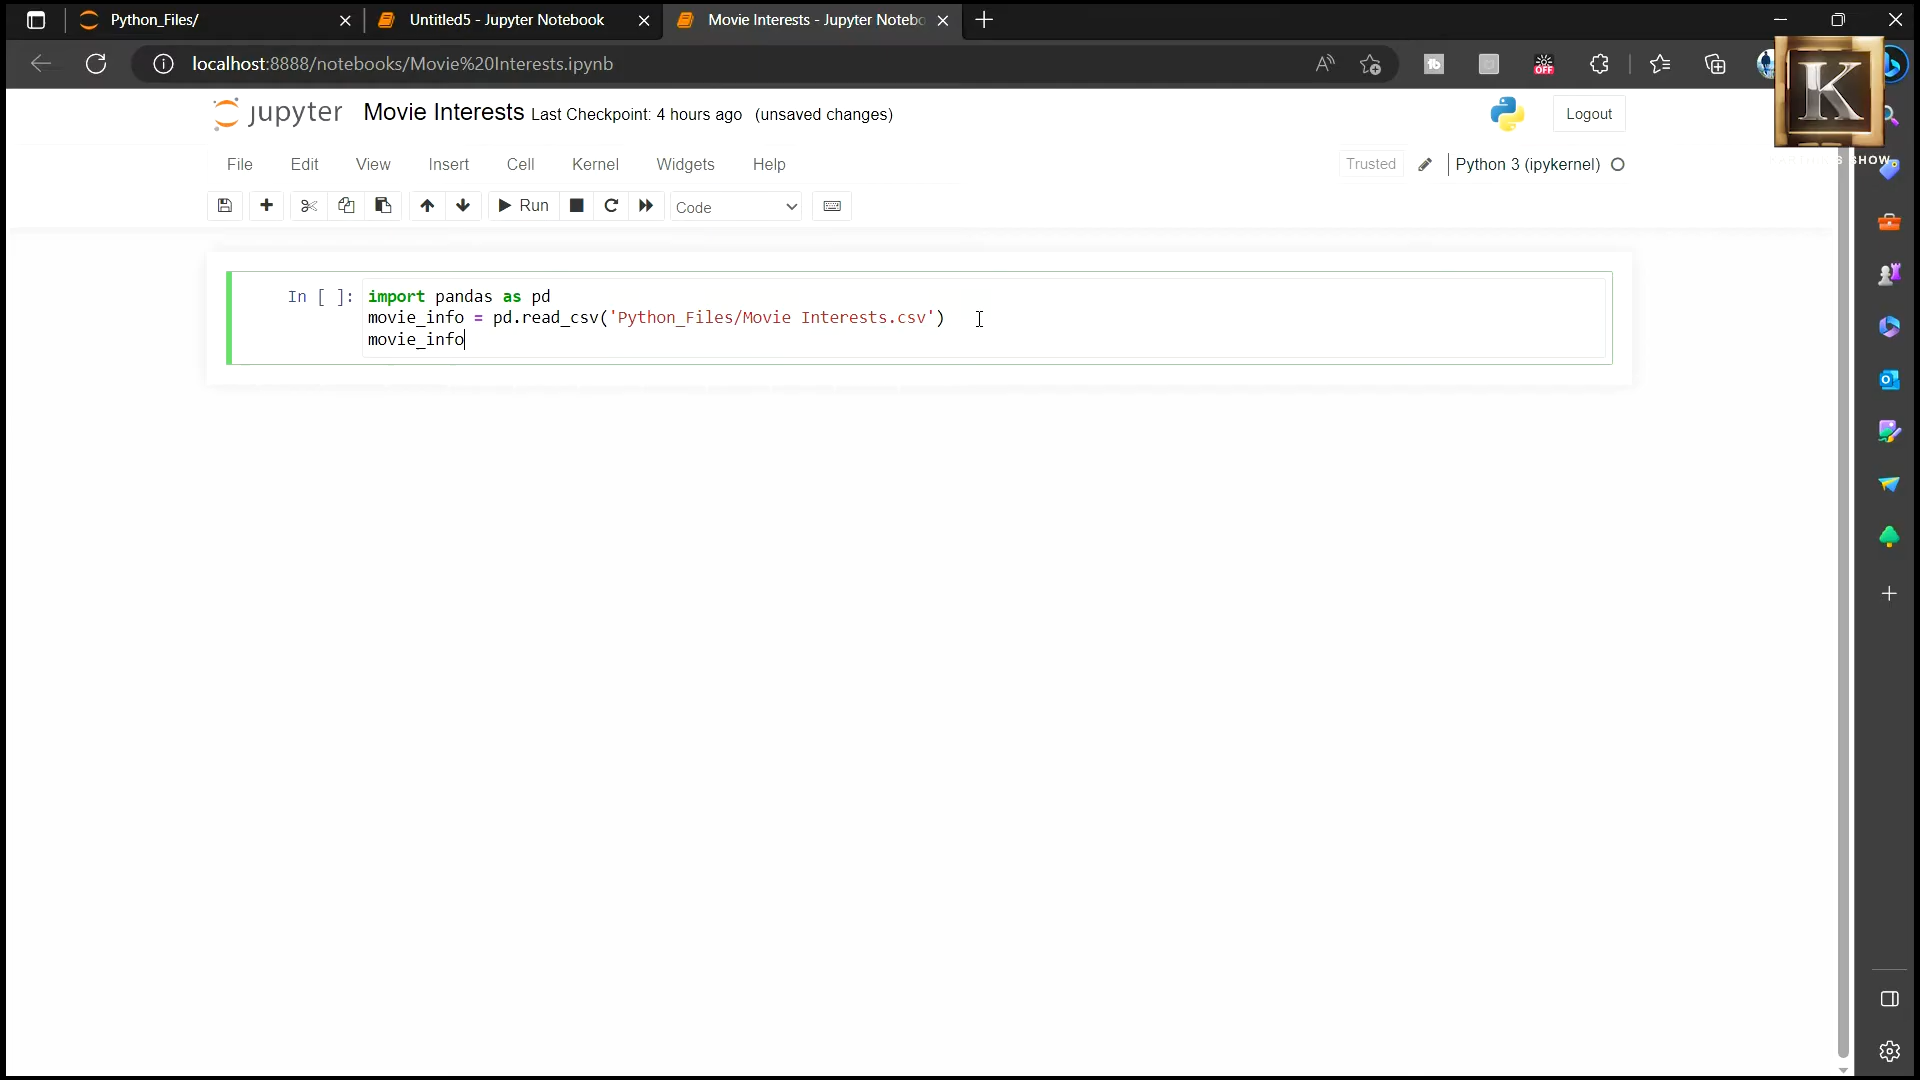 Python_Files/
Untitled5 - Jupyter Notebook
Movie Interests - Jupyter Notebo
localhost:8888/notebooks/Movie%20Interests.ipynb
OFF
K
SHOW
jupyter Movie Interests Last Checkpoint: 4 hours ago (unsaved changes)
Logout
File Edit View Insert Cell Kernel Widgets Help
Trusted
Python 3 (ipykernel)
Run
Code
In [ ]: import pandas as pd
movie_info = pd.read_csv('Python_Files/Movie Interests.csv')
movie_info